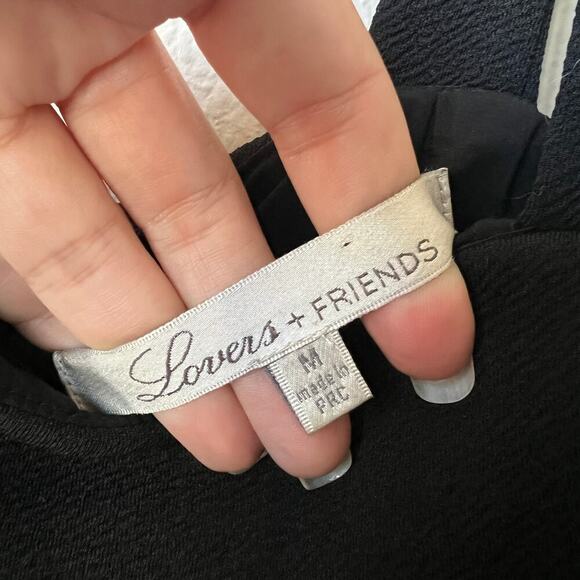 Lovers + FRIENDS
M
made in
PRC